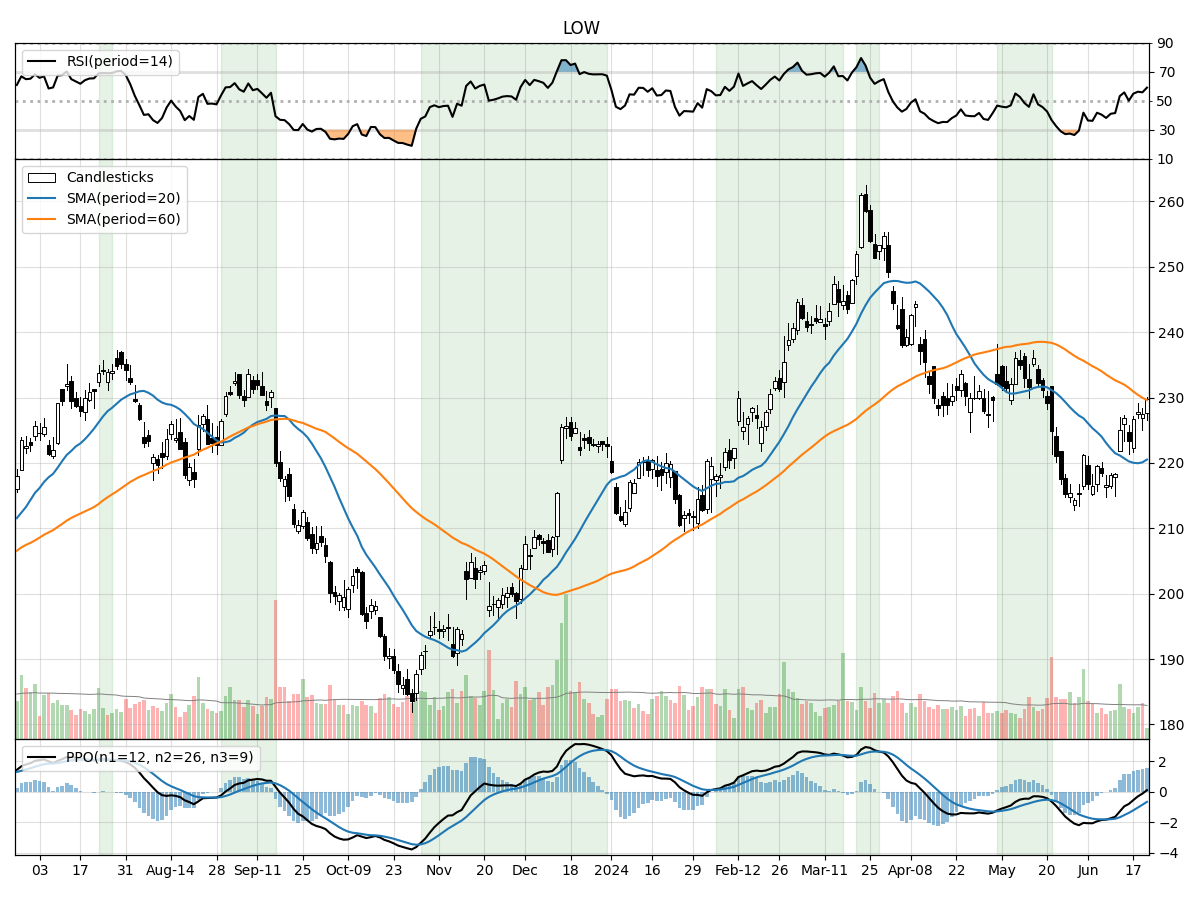 LOW
RSI(period=14)
90
70
50
30
10
Candlesticks
SMA(period=20)
SMA(period=60)
260
250
240
230
220
210
200
190
180
PPO(n1=12, n2=26, n3=9)
2
0
−2
−4
03 17 31 Aug-14 28 Sep-11 25 Oct-09 23 Nov 20 Dec 18 2024 16 29 Feb-12 26 Mar-11 25 Apr-08 22 May 20 Jun 17